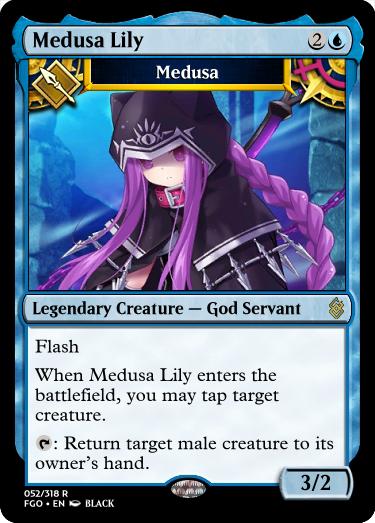 Medusa Lily 2
Medusa
Legendary Creature — God Servant
Flash
When Medusa Lily enters the
battlefield, you may tap target
creature.
: Return target male creature to its
owner's hand.
3/2
052/318 R
FGO • EN BLACK